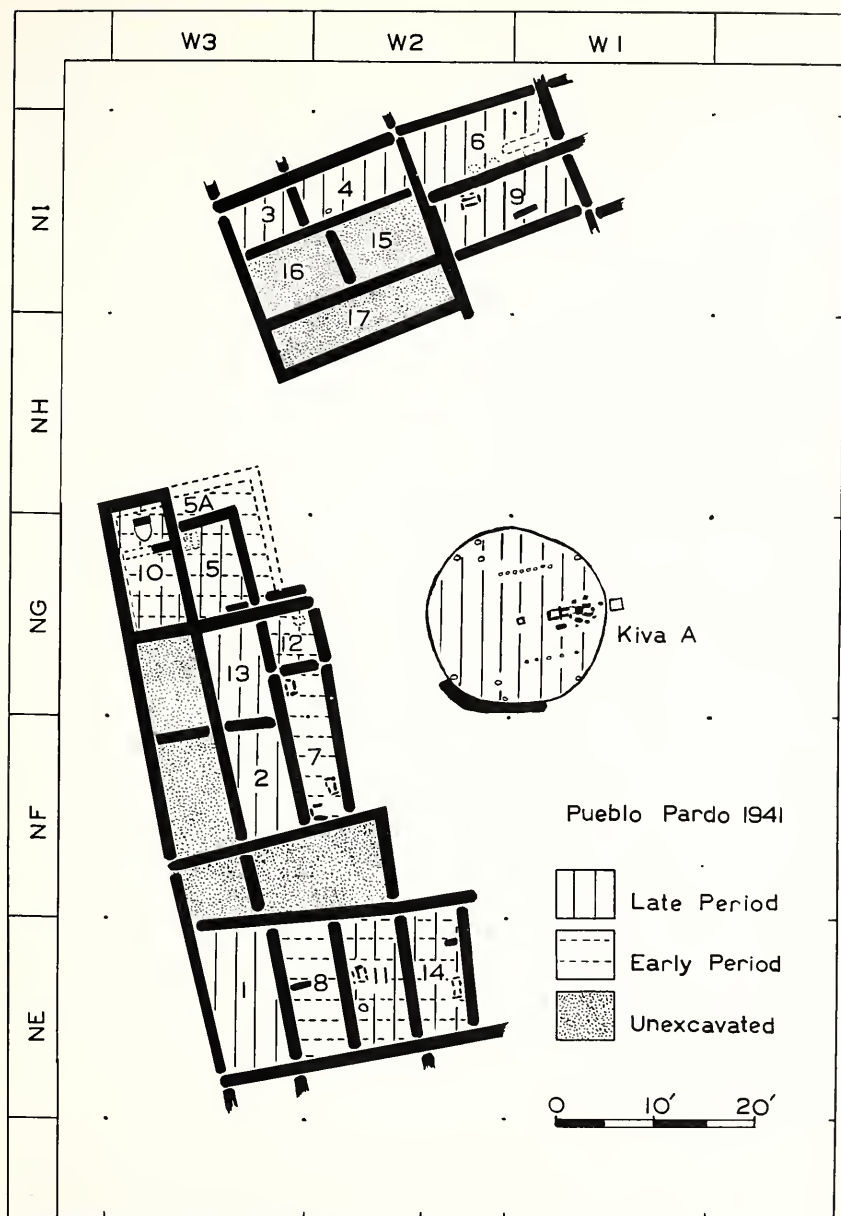 W3 W2 W1
NI
NH
NG
NF
NE
6
4
9
3
15
16
17
5A
10
5
12
13
7
2
1
8
11
14
Kiva A
Pueblo Pardo 1941
Late Period
Early Period
Unexcavated
0 10' 20'